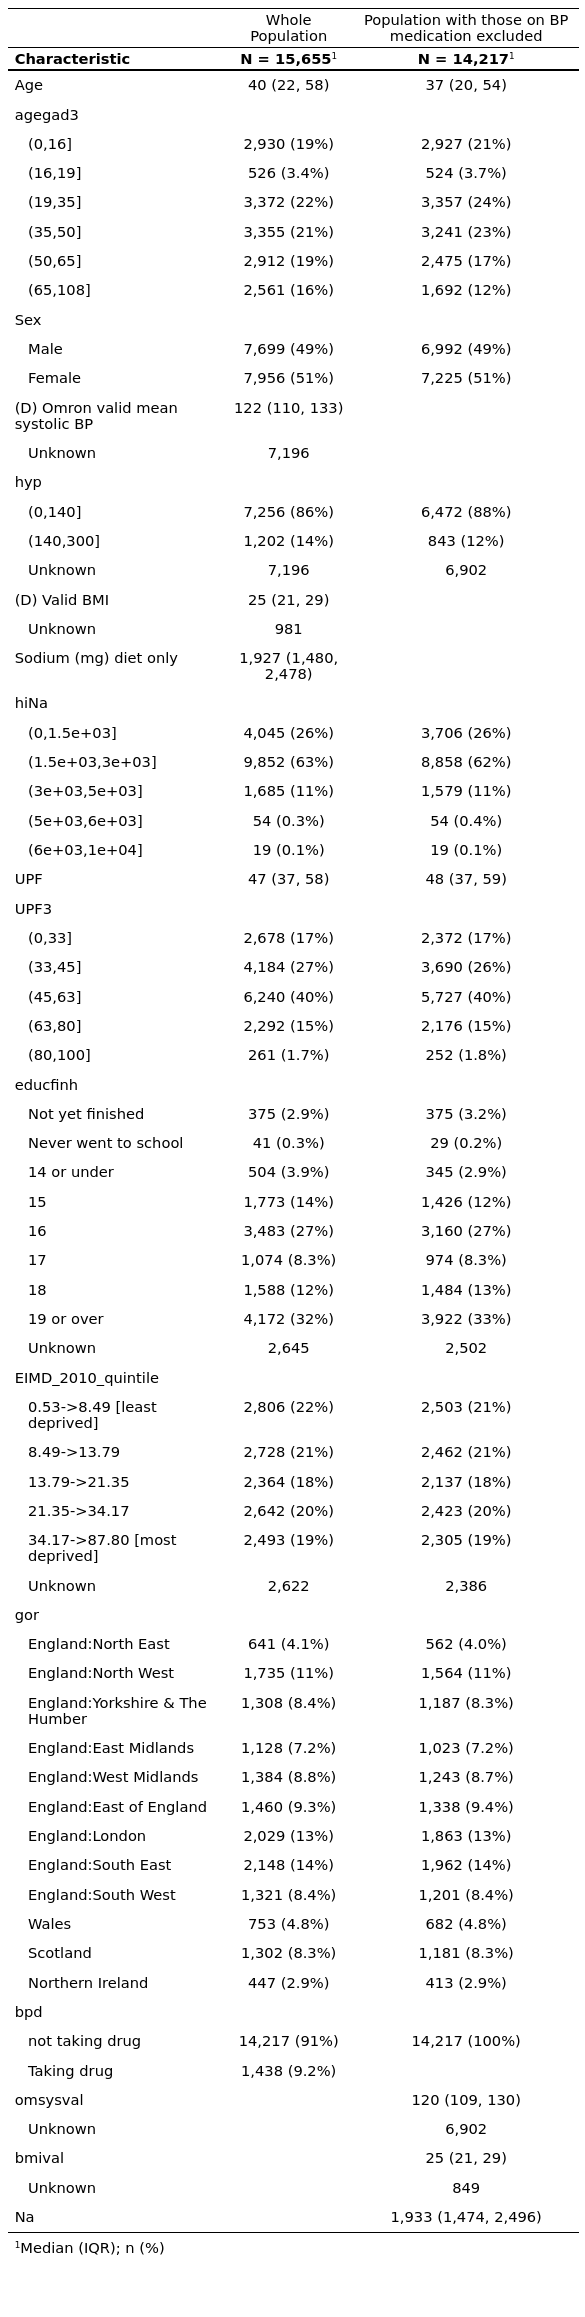 Whole Population with those on BP
Population medication excluded
Characteristic N = 15,655¹ N = 14,217¹
Age 40 (22, 58) 37 (20, 54)
agegad3
(0,16] 2,930 (19%) 2,927 (21%)
(16,19] 526 (3.4%) 524 (3.7%)
(19,35] 3,372 (22%) 3,357 (24%)
(35,50] 3,355 (21%) 3,241 (23%)
(50,65] 2,912 (19%) 2,475 (17%)
(65,108] 2,561 (16%) 1,692 (12%)
Sex
Male 7,699 (49%) 6,992 (49%)
Female 7,956 (51%) 7,225 (51%)
(D) Omron valid mean 122 (110, 133)
systolic BP
Unknown 7,196
hyp
(0,140] 7,256 (86%) 6,472 (88%)
(140,300] 1,202 (14%) 843 (12%)
Unknown 7,196 6,902
(D) Valid BMI 25 (21, 29)
Unknown 981
Sodium (mg) diet only 1,927 (1,480,
2,478)
hiNa
(0,1.5e+03] 4,045 (26%) 3,706 (26%)
(1.5e+03,3e+03] 9,852 (63%) 8,858 (62%)
(3e+03,5e+03] 1,685 (11%) 1,579 (11%)
(5e+03,6e+03] 54 (0.3%) 54 (0.4%)
(6e+03,1e+04] 19 (0.1%) 19 (0.1%)
UPF 47 (37, 58) 48 (37, 59)
UPF3
(0,33] 2,678 (17%) 2,372 (17%)
(33,45] 4,184 (27%) 3,690 (26%)
(45,63] 6,240 (40%) 5,727 (40%)
(63,80] 2,292 (15%) 2,176 (15%)
(80,100] 261 (1.7%) 252 (1.8%)
educfinh
Not yet finished 375 (2.9%) 375 (3.2%)
Never went to school 41 (0.3%) 29 (0.2%)
14 or under 504 (3.9%) 345 (2.9%)
15 1,773 (14%) 1,426 (12%)
16 3,483 (27%) 3,160 (27%)
17 1,074 (8.3%) 974 (8.3%)
18 1,588 (12%) 1,484 (13%)
19 or over 4,172 (32%) 3,922 (33%)
Unknown 2,645 2,502
EIMD_2010_quintile
0.53->8.49 [least 2,806 (22%) 2,503 (21%)
deprived]
8.49->13.79 2,728 (21%) 2,462 (21%)
13.79->21.35 2,364 (18%) 2,137 (18%)
21.35->34.17 2,642 (20%) 2,423 (20%)
34.17->87.80 [most 2,493 (19%) 2,305 (19%)
deprived]
Unknown 2,622 2,386
gor
England:North East 641 (4.1%) 562 (4.0%)
England:North West 1,735 (11%) 1,564 (11%)
England:Yorkshire & The 1,308 (8.4%) 1,187 (8.3%)
Humber
England:East Midlands 1,128 (7.2%) 1,023 (7.2%)
England:West Midlands 1,384 (8.8%) 1,243 (8.7%)
England:East of England 1,460 (9.3%) 1,338 (9.4%)
England:London 2,029 (13%) 1,863 (13%)
England:South East 2,148 (14%) 1,962 (14%)
England:South West 1,321 (8.4%) 1,201 (8.4%)
Wales 753 (4.8%) 682 (4.8%)
Scotland 1,302 (8.3%) 1,181 (8.3%)
Northern Ireland 447 (2.9%) 413 (2.9%)
bpd
not taking drug 14,217 (91%) 14,217 (100%)
Taking drug 1,438 (9.2%)
omsysval 120 (109, 130)
Unknown 6,902
bmival 25 (21, 29)
Unknown 849
Na 1,933 (1,474, 2,496)
¹Median (IQR); n (%)